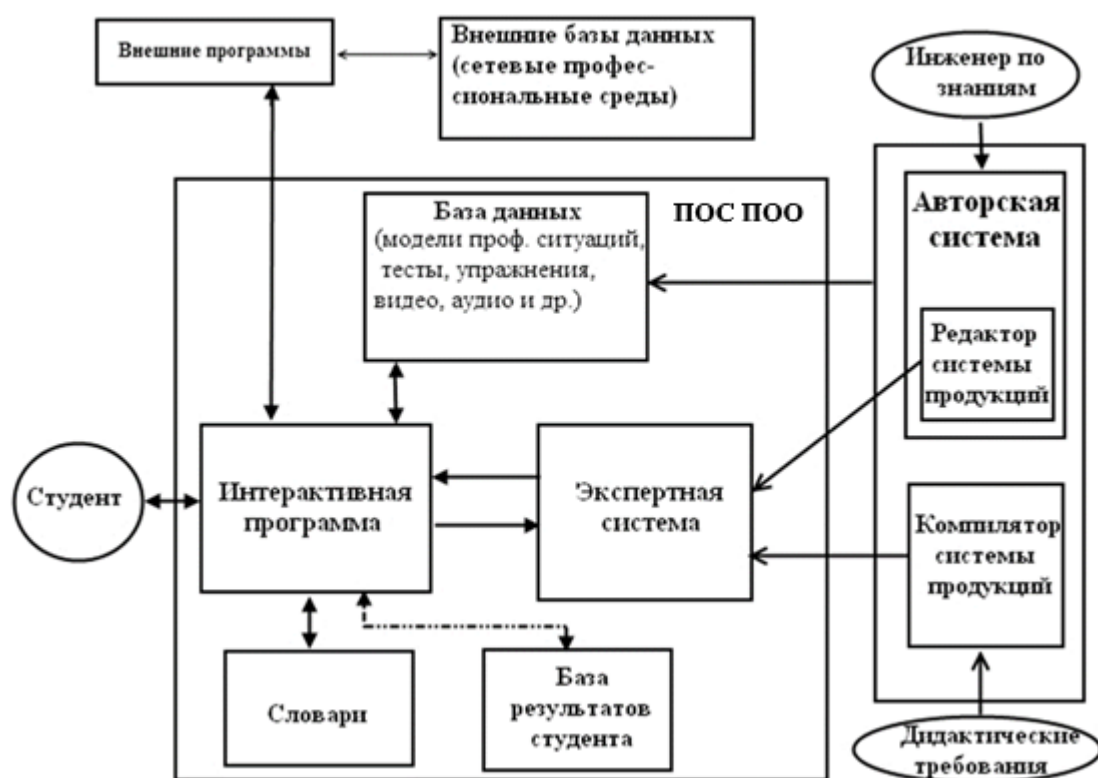 Внешние программы
Внешние базы данных
(сетевые профес-
сиональные среды)
Инженер по
знаниям
База данных
(модели проф. ситуаций,
тесты, упражнения,
видео, аудио и др.)
ПОС ПОО
Авторская
система
Редактор
системы
продукций
Студент
Интерактивная
программа
Экспертная
система
Компилятор
системы
продукций
Словари
База
результатов
студента
Дидактические
требования